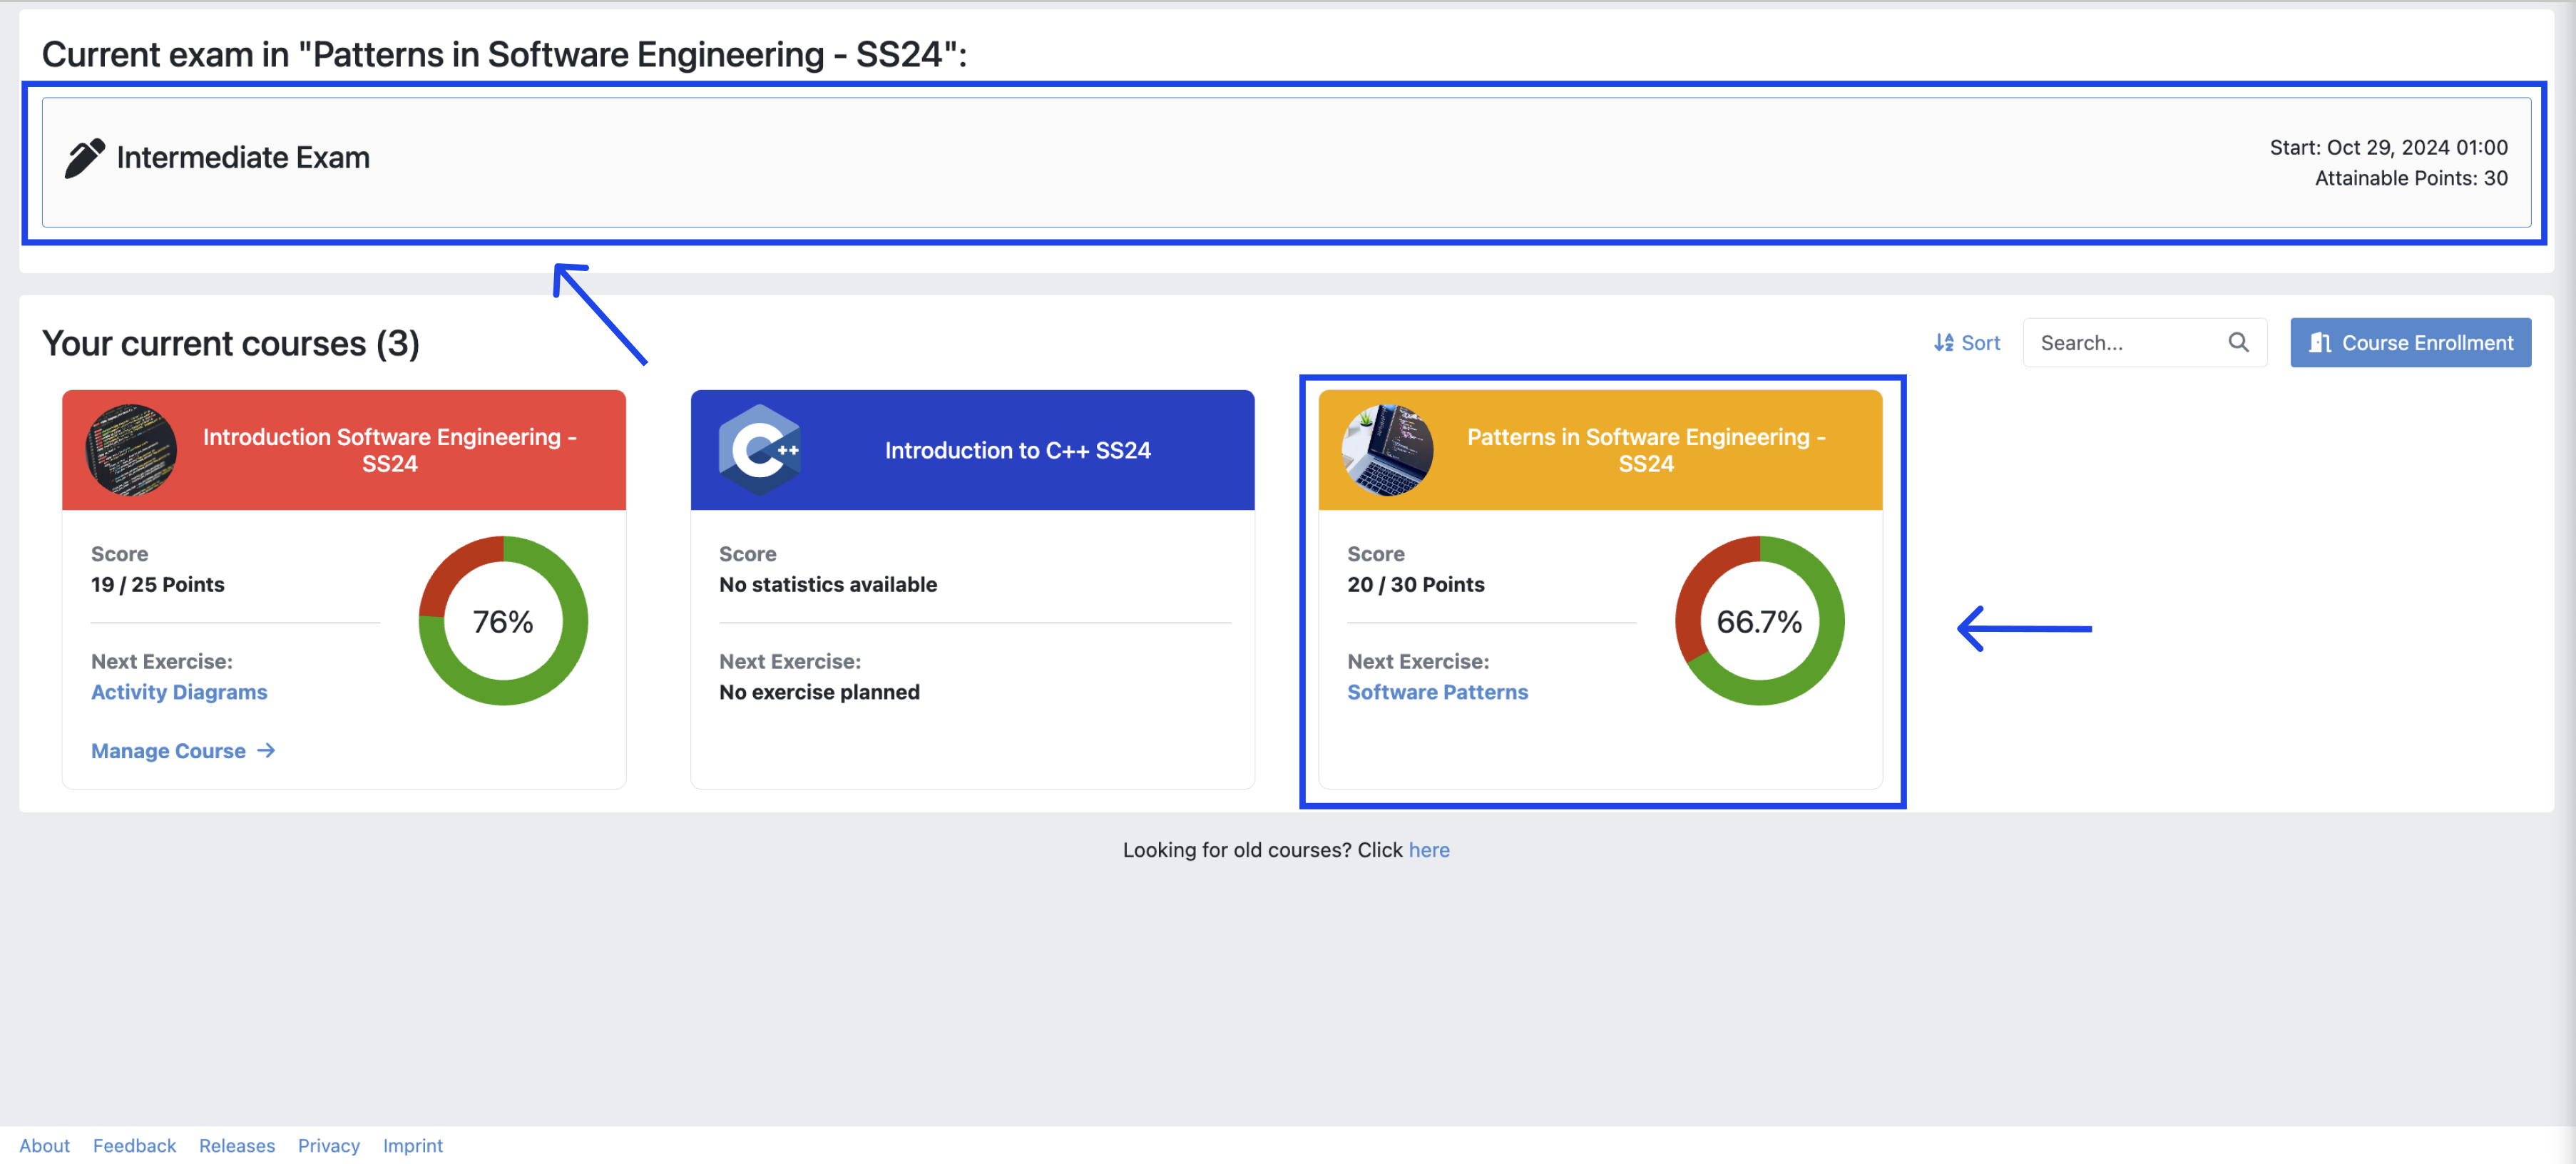 Current exam in "Patterns in Software Engineering - SS24":
Intermediate Exam
Start: Oct 29, 2024 01:00
Attainable Points: 30
Your current courses (3)
Sort
Search...
Course Enrollment
Introduction Software Engineering -
SS24
Score
19 / 25 Points
76%
Next Exercise:
Activity Diagrams
Manage Course →
C++
Introduction to C++ SS24
Score
No statistics available
Next Exercise:
No exercise planned
Patterns in Software Engineering -
SS24
Score
20 / 30 Points
66.7%
Next Exercise:
Software Patterns
Looking for old courses? Click here
About Feedback Releases Privacy Imprint